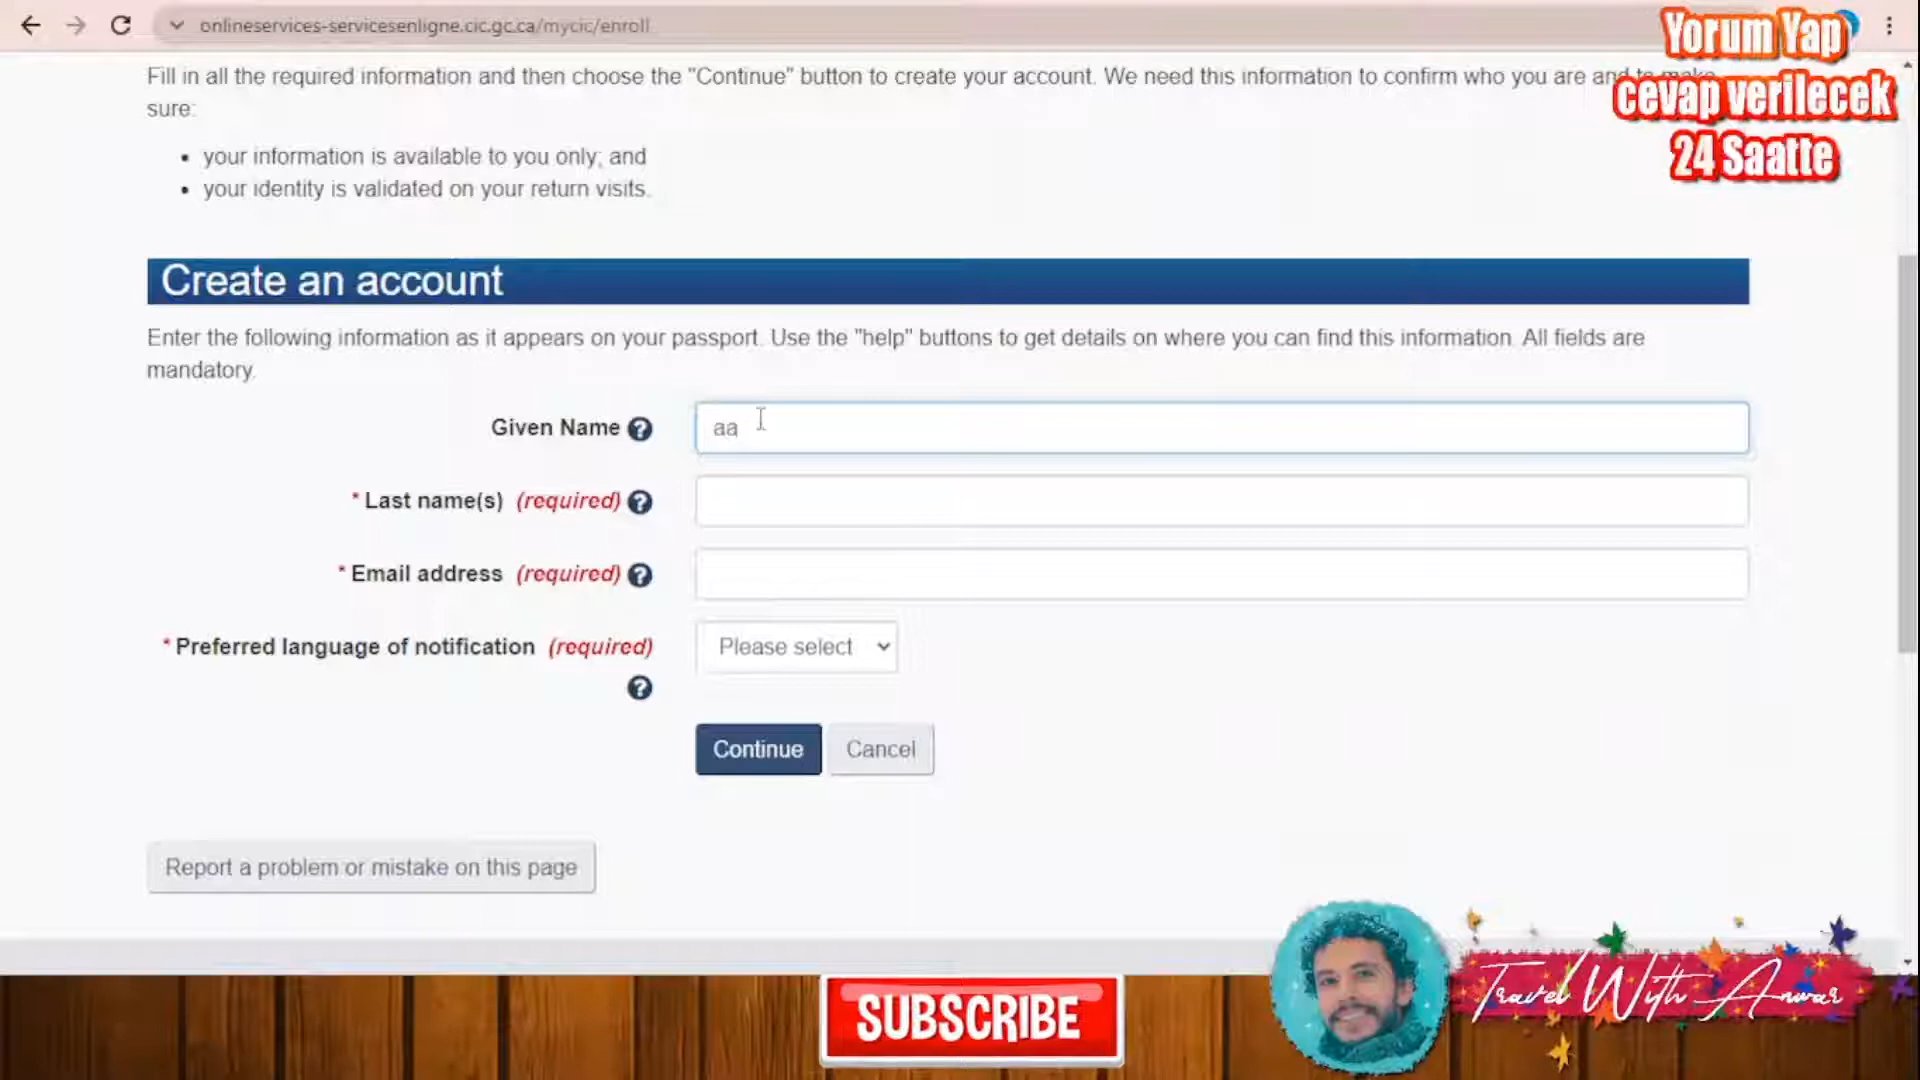 onlineservices-servicesenligne.cic.gc.ca/mycic/enroll
Yorum Yap
cevap verilecek
24 Saatte
Fill in all the required information and then choose the "Continue" button to create your account. We need this information to confirm who you are and to make
sure:
• your information is available to you only; and
• your identity is validated on your return visits.
Create an account
Enter the following information as it appears on your passport. Use the "help" buttons to get details on where you can find this information. All fields are
mandatory.
Given Name ? aa
* Last name(s) (required) ?
* Email address (required) ?
* Preferred language of notification (required) Please select
?
Continue Cancel
Report a problem or mistake on this page
SUBSCRIBE
Travel With Anwar